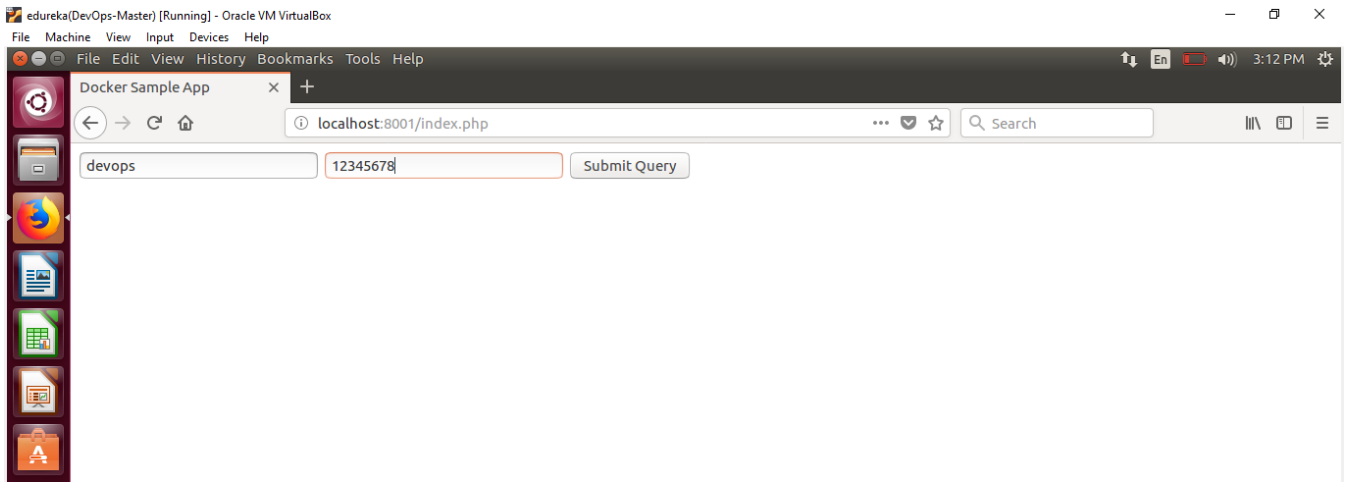 edureka(DevOps-Master) [Running] - Oracle VM VirtualBox
File Machine View Input Devices Help
File Edit View History Bookmarks Tools Help En 3:12 PM
Docker Sample App
localhost:8001/index.php Search
devops 12345678 Submit Query